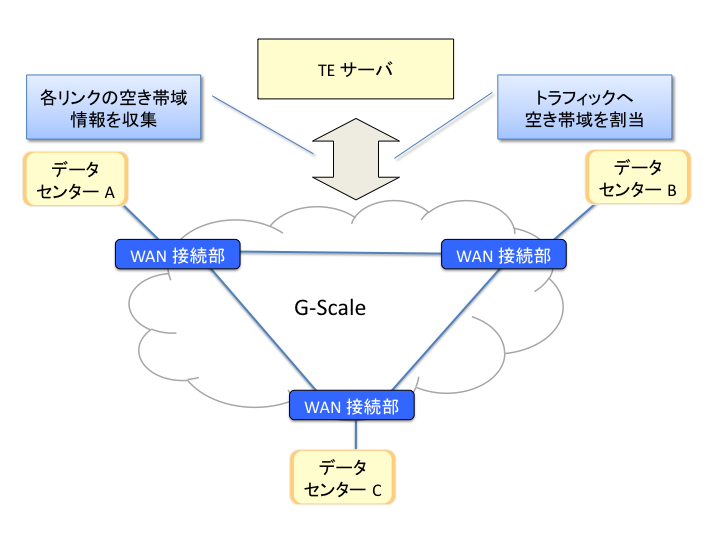 TE サーバ
各リンクの空き帯域
情報を収集
トラフィックへ
空き帯域を割当
データ
センター A
データ
センター B
WAN 接続部
WAN 接続部
G-Scale
WAN 接続部
データ
センター C